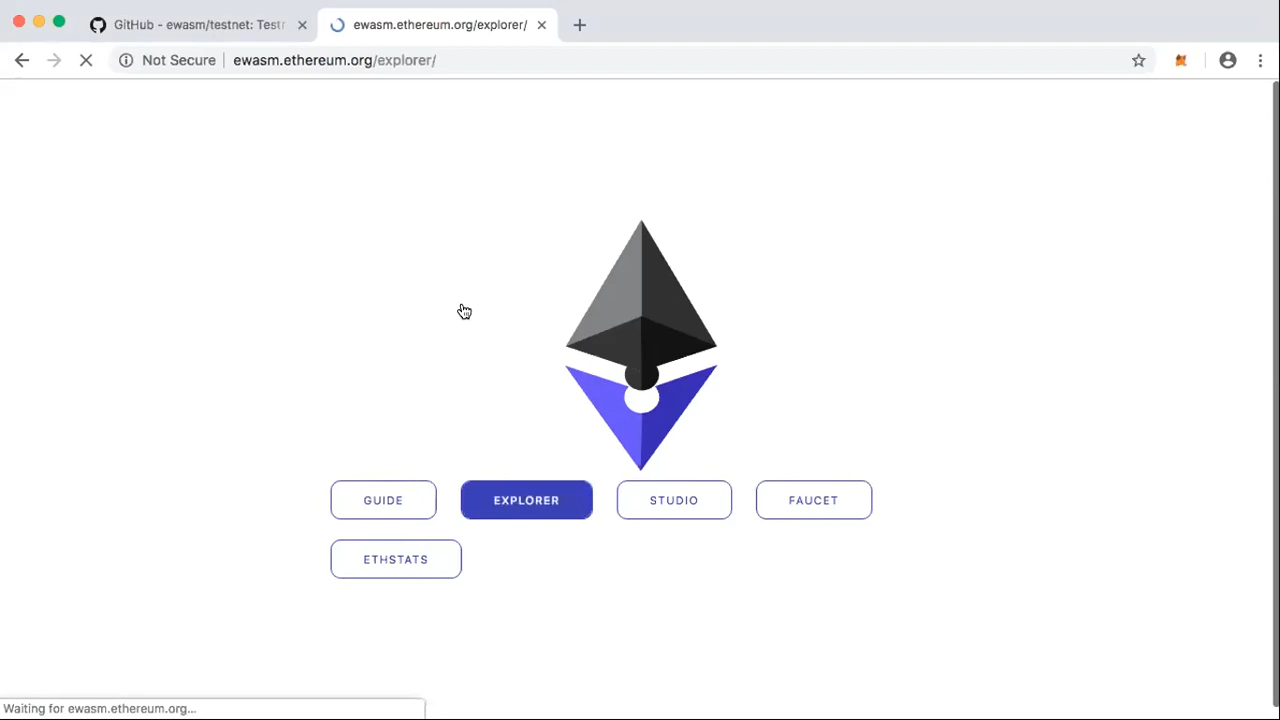 GitHub - ewasm/testnet: Testr
ewasm.ethereum.org/explorer/
Not Secure ewasm.ethereum.org/explorer/
GUIDE EXPLORER STUDIO FAUCET
ETHSTATS
Waiting for ewasm.ethereum.org...